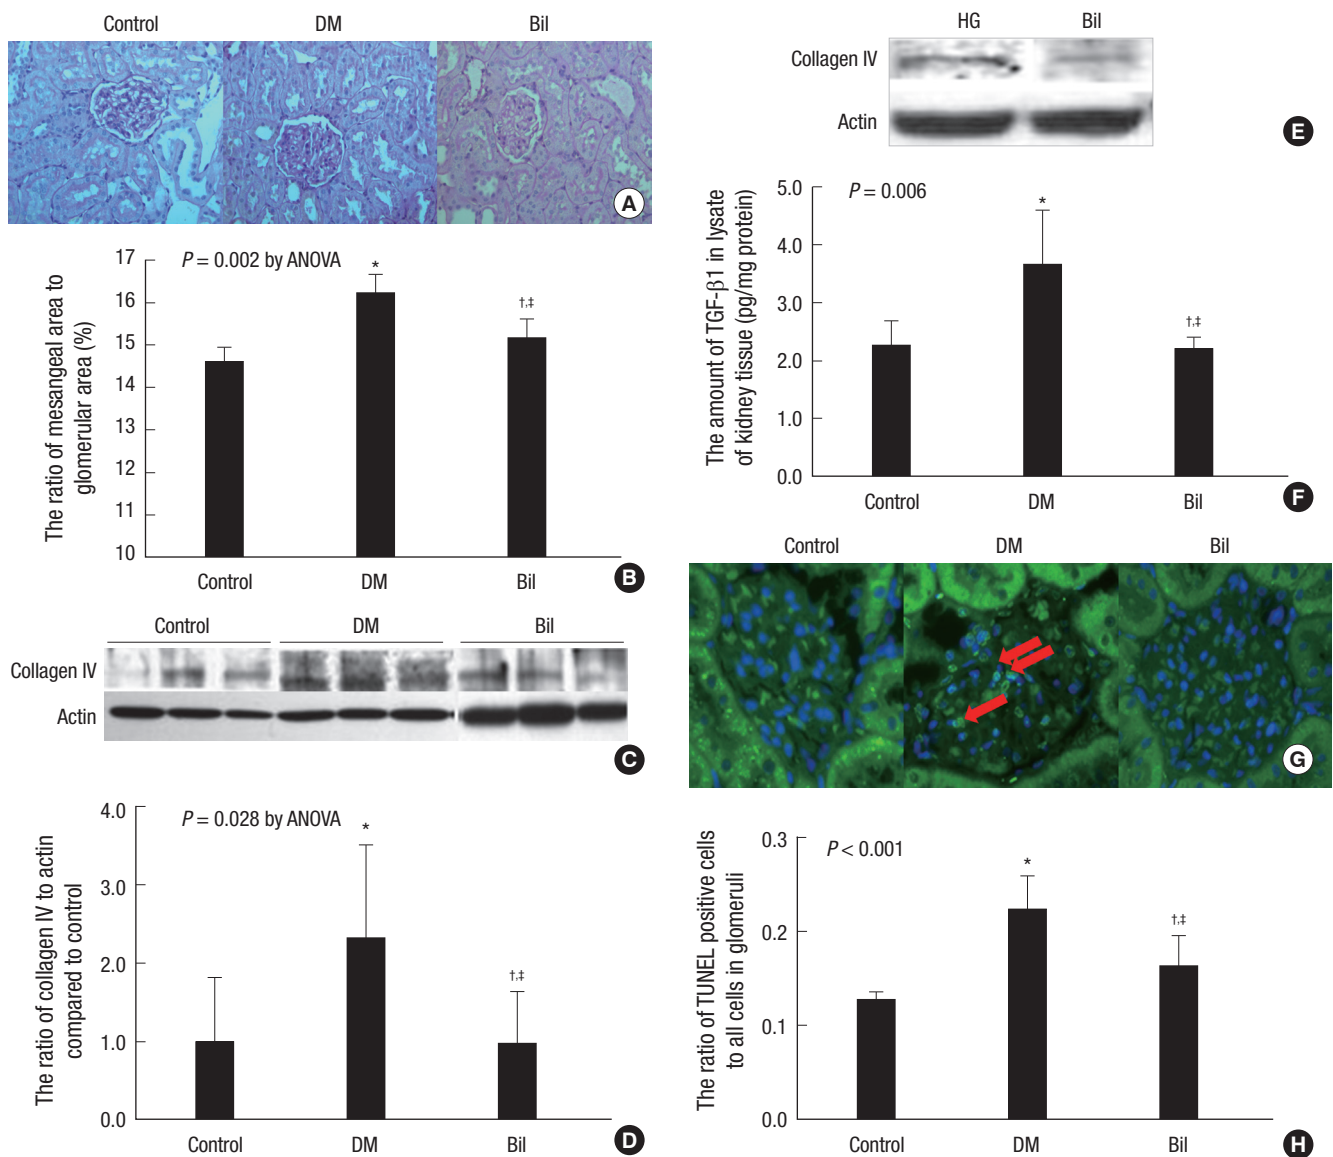 Control DM Bil
A
The ratio of mesangeal area to
glomerular area (%)
P = 0.002 by ANOVA
17
16
15
14
13
12
11
10
*
†,‡
Control DM Bil
B
Control DM Bil
Collagen IV
Actin
C
The ratio of collagen IV to actin
compared to control
P = 0.028 by ANOVA
4.0
3.0
2.0
1.0
0.0
*
†,‡
Control DM Bil
D
HG Bil
Collagen IV
Actin
E
The amount of TGF-β1 in lysate
of kidney tissue (pg/mg protein)
P = 0.006
5.0
4.0
3.0
2.0
1.0
0.0
*
†,‡
Control DM Bil
F
Control DM Bil
G
The ratio of TUNEL positive cells
to all cells in glomeruli
P < 0.001
0.3
0.2
0.1
0.0
*
†,‡
Control DM Bil
H